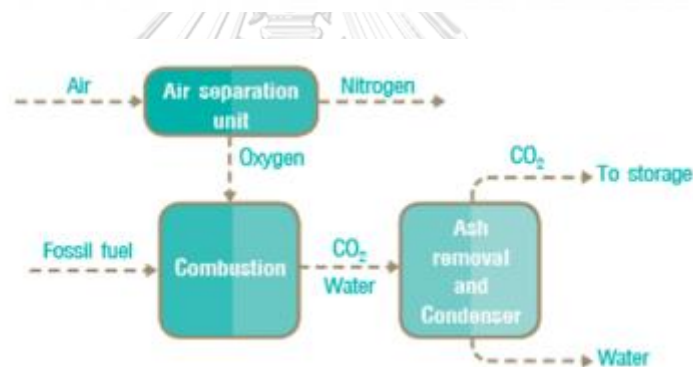 Air
Air separation
unit
Nitrogen
Oxygen
CO₂
To storage
Fossil fuel
Combustion
CO₂
Water
Ash
removal
and
Condenser
Water